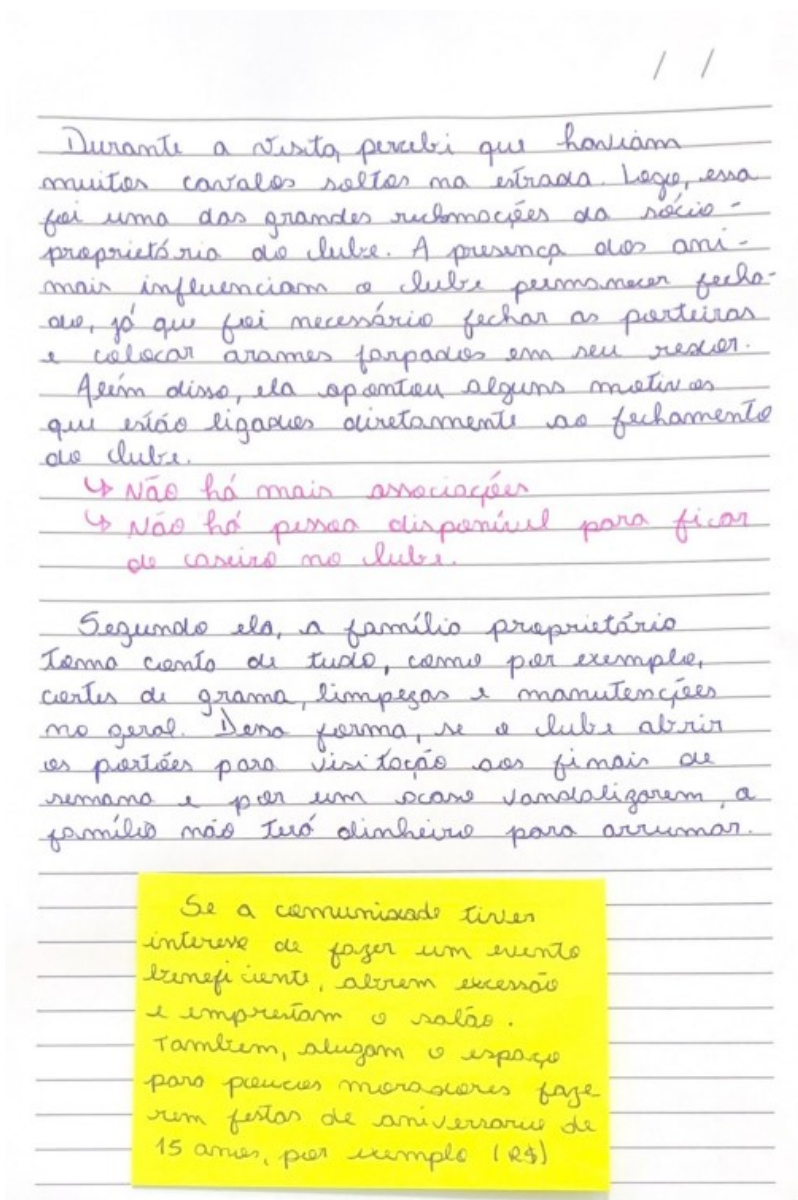 / /
Durante a visita, percebi que haviam
muitos cavalos soltos na estrada. Logo, essa
foi uma das grandes reclamações da sócio-
proprietária do clube. A presença dos ani-
mais influenciam o clube permanecer fecha-
do, já que foi necessário fechar as porteiras
e colocar arames farpados em seu redor.
Além disso, ela apontou alguns motivos
que estão ligados diretamente ao fechamento
do clube.
↳ Não há mais associações
↳ Não há pessoa disponível para ficar
de caseiro no clube.
Segundo ela, a família proprietária
toma conta de tudo, como por exemplo,
cortes de grama, limpezas e manutenções
no geral. Dessa forma, se o clube abrir
os portões para visitação aos finais de
semana e por um acaso vandalizarem, a
família não terá dinheiro para arrumar.
Se a comunidade tiver
interesse de fazer um evento
beneficiente, abrem excessão
e emprestam o salão.
Tambem, alugam o espaço
para poucos moradores faze-
rem festas de aniversario de
15 anos, por exemplo (R$)